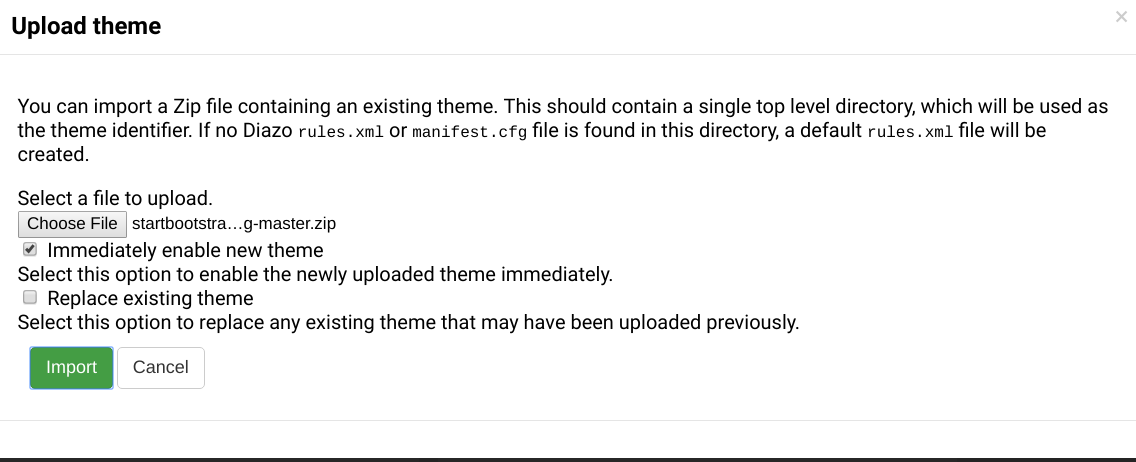 Upload theme
×
You can import a Zip file containing an existing theme. This should contain a single top level directory, which will be used as
the theme identifier. If no Diazo rules.xml or manifest.cfg file is found in this directory, a default rules.xml file will be
created.
Select a file to upload.
Choose File startbootstra…g-master.zip
Immediately enable new theme
Select this option to enable the newly uploaded theme immediately.
Replace existing theme
Select this option to replace any existing theme that may have been uploaded previously.
Import Cancel